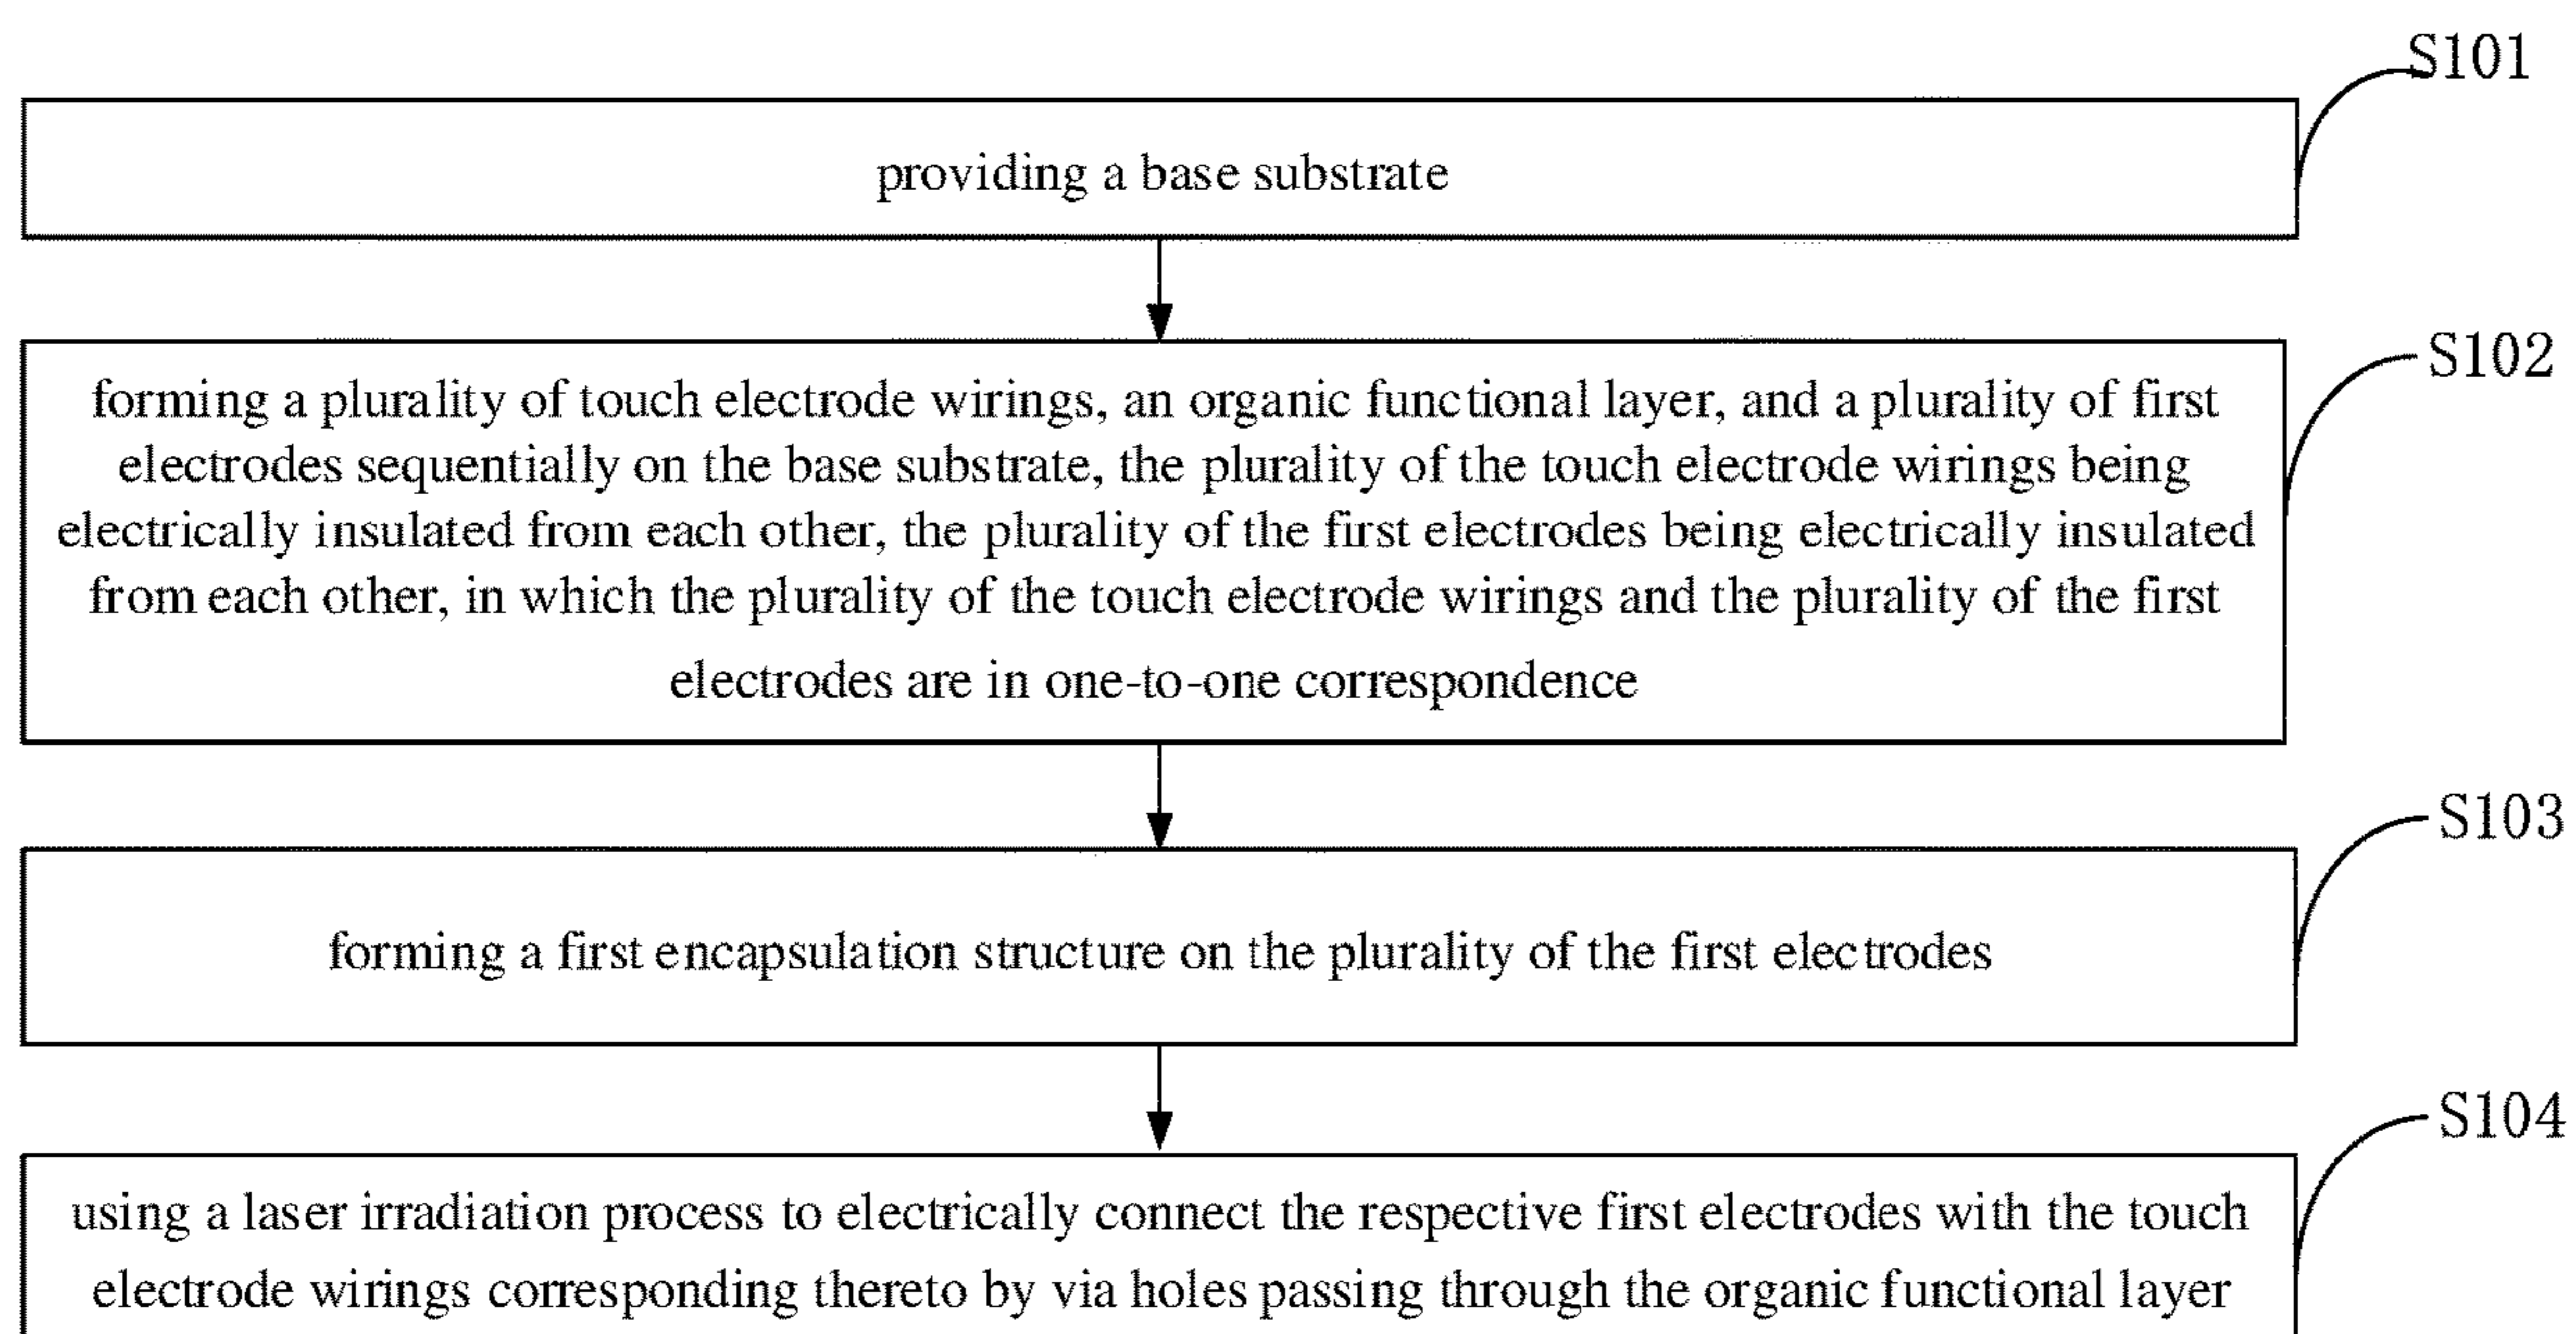 S101
providing a base substrate
S102
forming a plurality of touch electrode wirings, an organic functional layer, and a plurality of first
electrodes sequentially on the base substrate, the plurality of the touch electrode wirings being
electrically insulated from each other, the plurality of the first electrodes being electrically insulated
from each other, in which the plurality of the touch electrode wirings and the plurality of the first
electrodes are in one-to-one correspondence
S103
forming a first encapsulation structure on the plurality of the first electrodes
S104
using a laser irradiation process to electrically connect the respective first electrodes with the touch
electrode wirings corresponding thereto by via holes passing through the organic functional layer